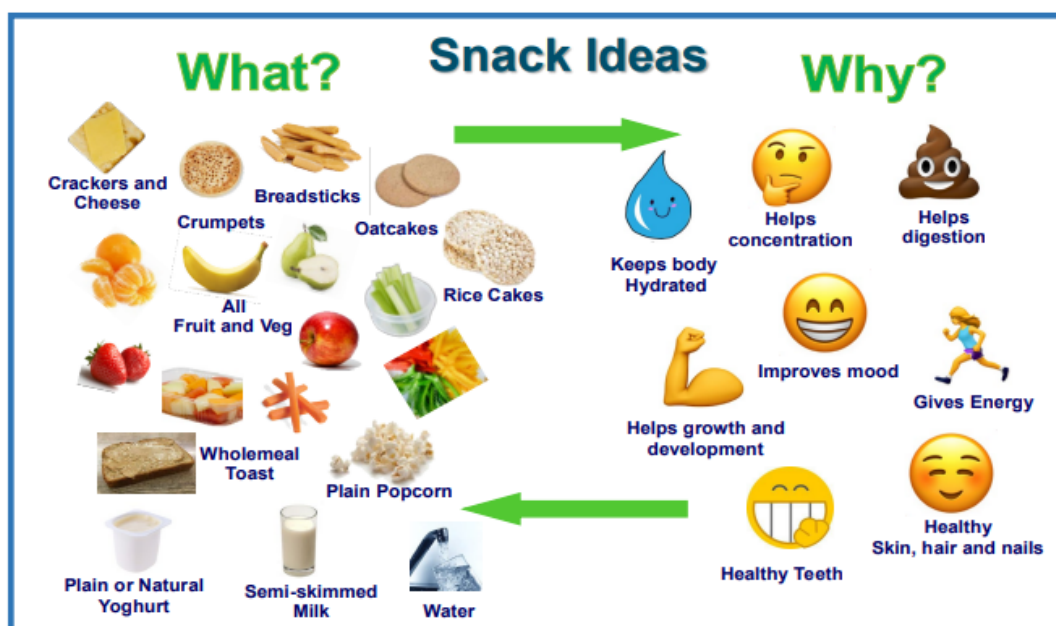 Snack Ideas
What?
Why?
Crackers and
Cheese
Crumpets
Breadsticks
Oatcakes
Rice Cakes
All
Fruit and Veg
Wholemeal
Toast
Plain Popcorn
Plain or Natural
Yoghurt
Semi-skimmed
Milk
Water
Keeps body
Hydrated
Helps
concentration
Helps
digestion
Improves mood
Gives Energy
Helps growth and
development
Healthy Teeth
Healthy
Skin, hair and nails